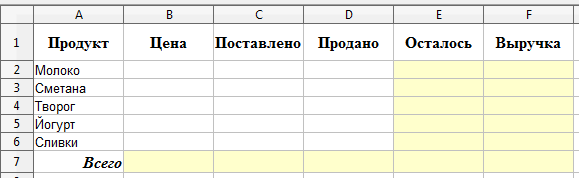 A B C D E F
1 Продукт Цена Поставлено Продано Осталось Выручка
2 Молоко
3 Сметана
4 Творог
5 Йогурт
6 Сливки
7 Всего